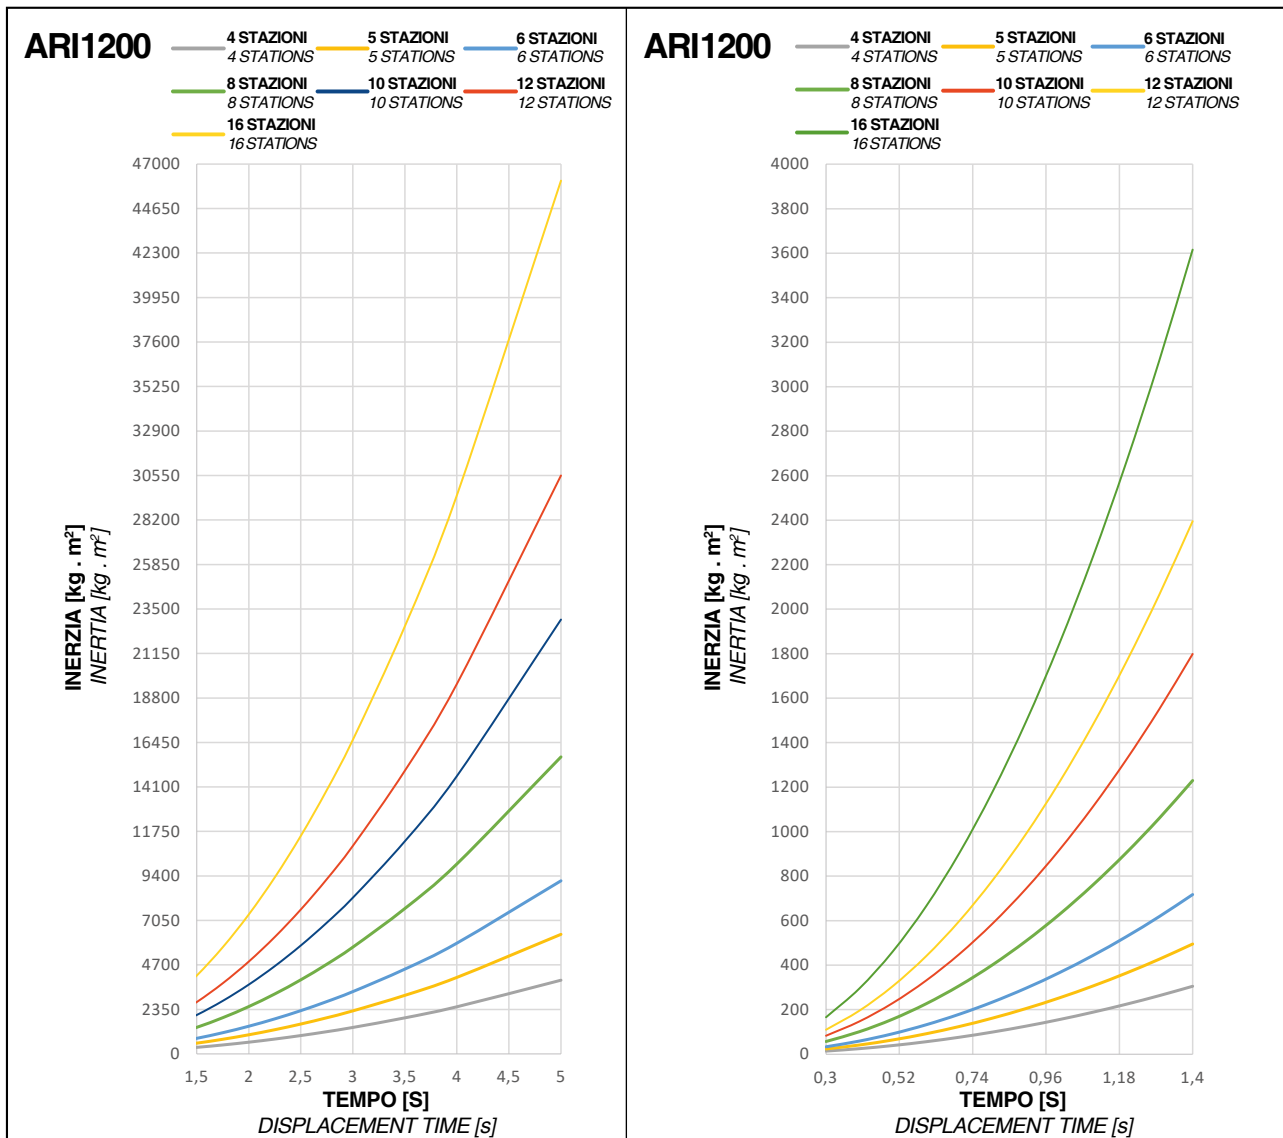 ARI1200
4 STAZIONI
4 STATIONS
5 STAZIONI
5 STATIONS
6 STAZIONI
6 STATIONS
8 STAZIONI
8 STATIONS
10 STAZIONI
10 STATIONS
12 STAZIONI
12 STATIONS
16 STAZIONI
16 STATIONS
47000
44650
42300
39950
37600
35250
32900
30550
28200
25850
23500
21150
18800
16450
14100
11750
9400
7050
4700
2350
0
INERZIA [kg . m²]
INERTIA [kg . m²]
1,5 2 2,5 3 3,5 4 4,5 5
TEMPO [S]
DISPLACEMENT TIME [s]
ARI1200
4 STAZIONI
4 STATIONS
5 STAZIONI
5 STATIONS
6 STAZIONI
6 STATIONS
8 STAZIONI
8 STATIONS
10 STAZIONI
10 STATIONS
12 STAZIONI
12 STATIONS
16 STAZIONI
16 STATIONS
4000
3800
3600
3400
3200
3000
2800
2600
2400
2200
2000
1800
1600
1400
1200
1000
800
600
400
200
0
INERZIA [kg . m²]
INERTIA [kg . m²]
0,3 0,52 0,74 0,96 1,18 1,4
TEMPO [S]
DISPLACEMENT TIME [s]